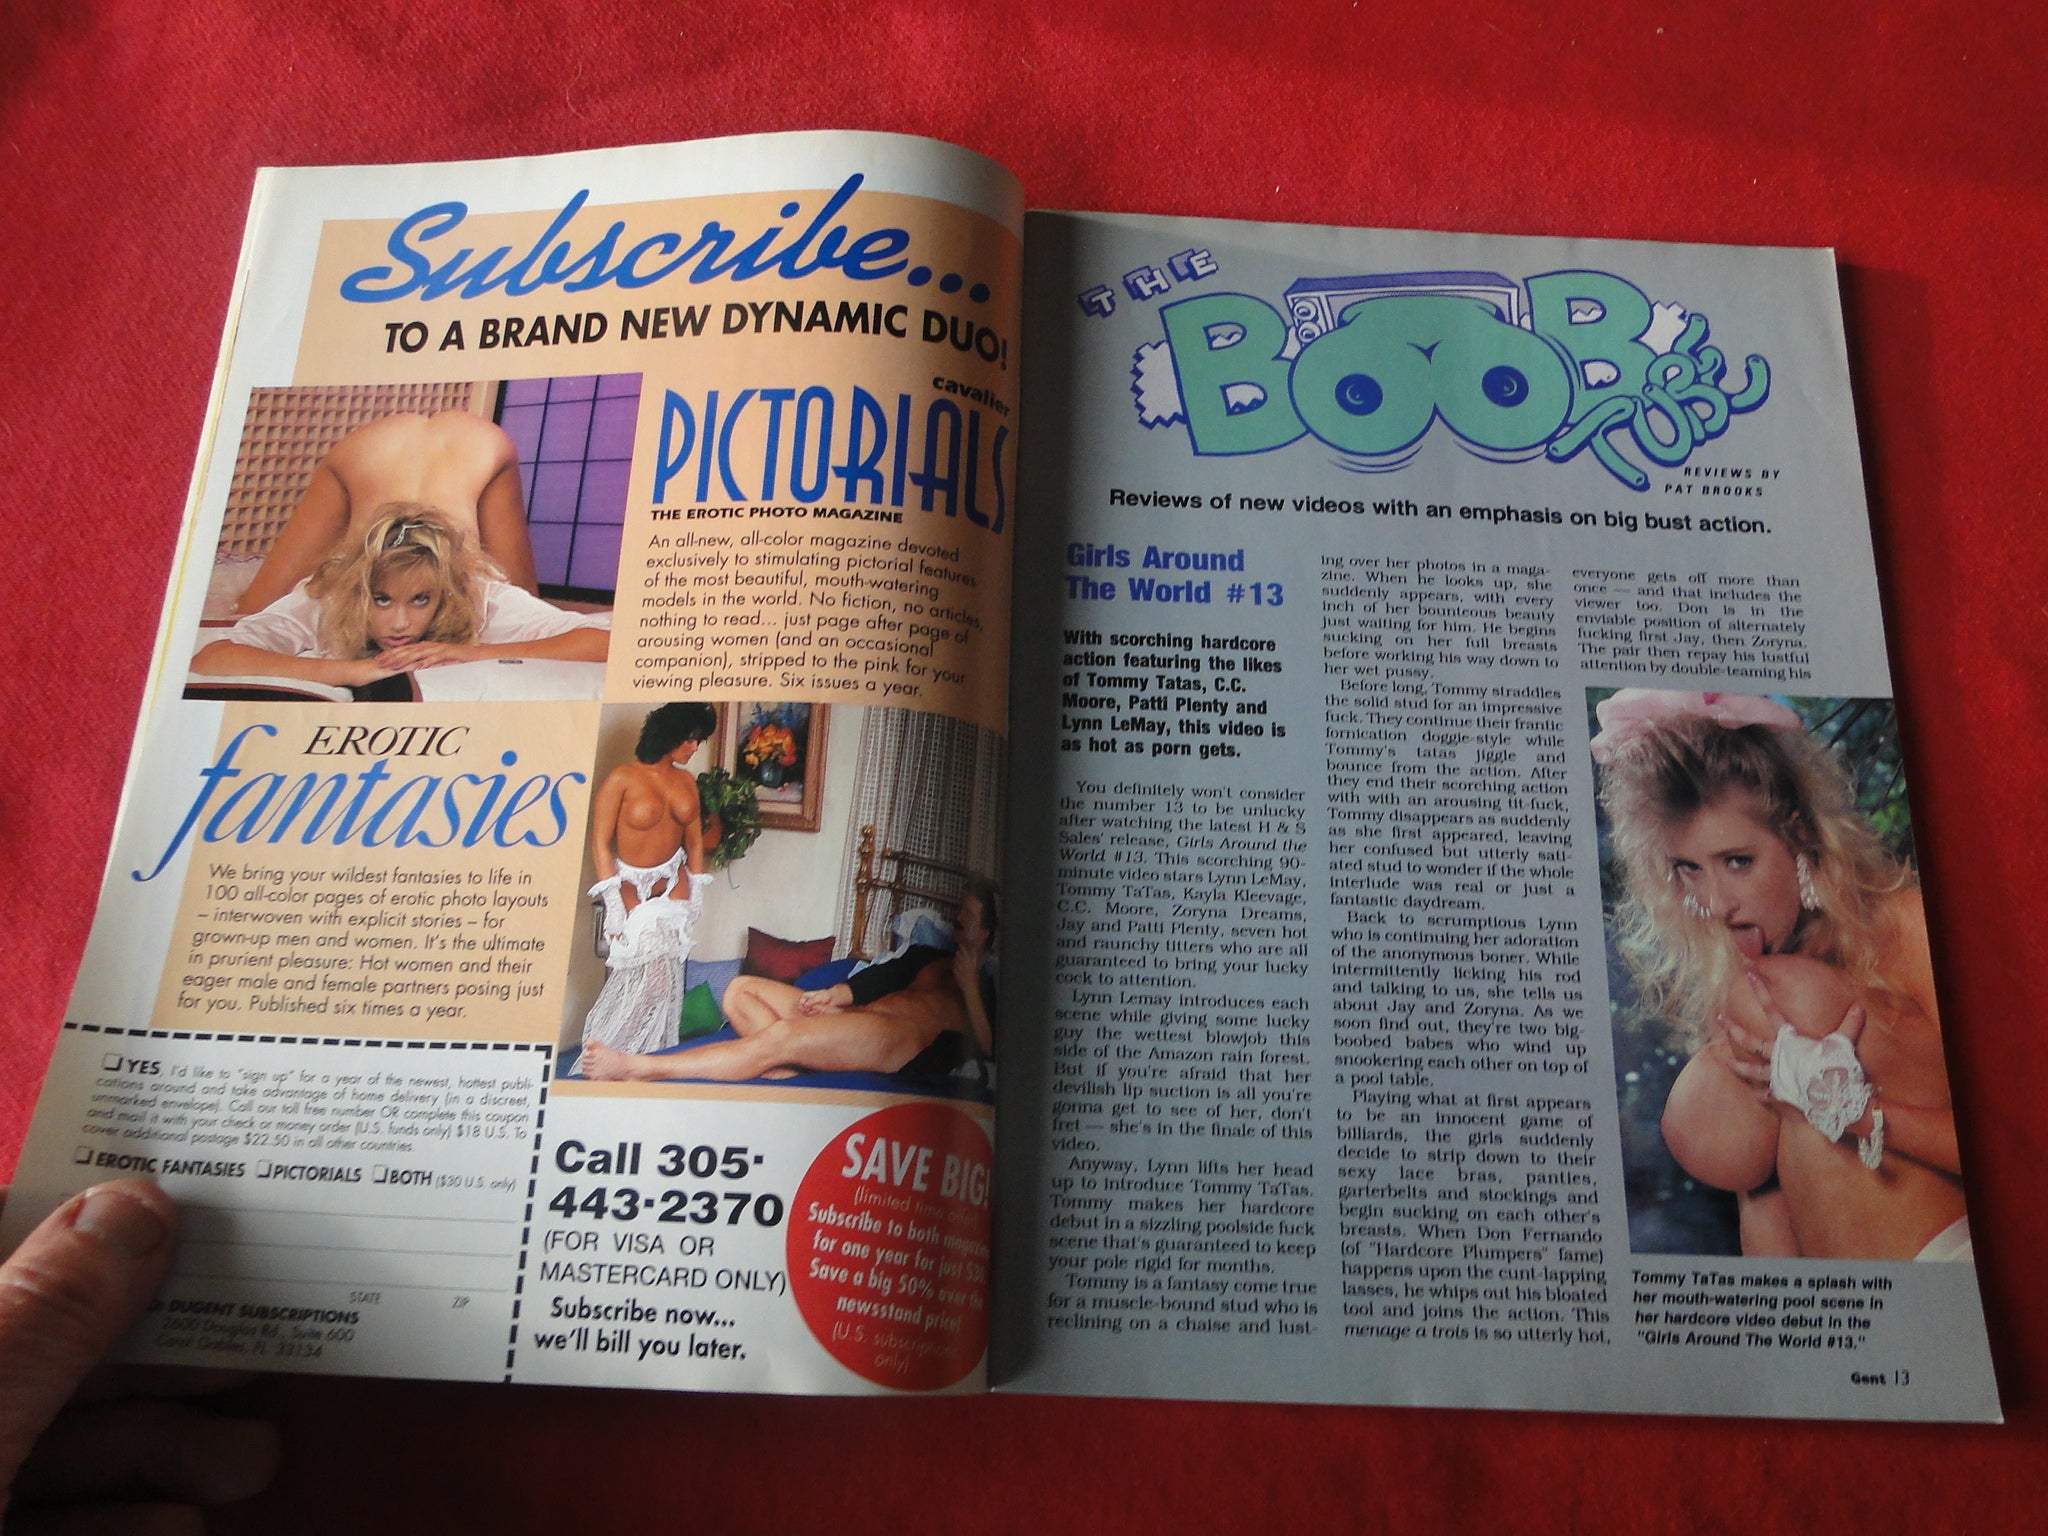 Subscribe...
TO A BRAND NEW DYNAMIC DUO!
cavalier
PICTORIALS
THE EROTIC PHOTO MAGAZINE
An all-new, all-color magazine devoted
exclusively to stimulating pictorial features
of the most beautiful, mouth-watering
models in the world. No fiction, no articles,
nothing to read... just page after page of
arousing women (and an occasional
companion), stripped to the pink for your
viewing pleasure. Six issues a year.
EROTIC
fantasies
We bring your wildest fantasies to life in
100 all-color pages of erotic photo layouts
– interwoven with explicit stories – for
grown-up men and women. It's the ultimate
in prurient pleasure: Hot women and their
eager male and female partners posing just
for you. Published six times a year.
YES, I'd like to "sign up" for a year of the newest, hottest publi-
cations around and take advantage of home delivery (in a discreet,
unmarked envelope). Call our toll free number OR complete this coupon
and mail it with your check or money order (U.S. funds only) $18 U.S. To
cover additional postage $22.50 in all other countries.
EROTIC FANTASIES PICTORIALS BOTH ($30 U.S. only)
STATE ZIP
DUGENT SUBSCRIPTIONS
2600 Douglas Rd., Suite 600
Coral Gables, FL 33134
Call 305·
443·2370
(FOR VISA OR
MASTERCARD ONLY)
Subscribe now...
we'll bill you later.
SAVE BIG!
(limited time offer)
Subscribe to both
for one year for just
Save a big 50% over the
newsstand price!
(U.S. subscriptions
only)
THE
BOOB
TUBE
REVIEWS BY
PAT BROOKS
Reviews of new videos with an emphasis on big bust action.
Girls Around
The World #13
With scorching hardcore
action featuring the likes
of Tommy Tatas, C.C.
Moore, Patti Plenty and
Lynn LeMay, this video is
as hot as porn gets.
You definitely won't consider
the number 13 to be unlucky
after watching the latest H & S
Sales' release, Girls Around the
World #13. This scorching 90-
minute video stars Lynn LeMay,
Tommy TaTas, Kayla Kleevage,
C.C. Moore, Zoryna Dreams,
Jay and Patti Plenty, seven hot
and raunchy titters who are all
guaranteed to bring your lucky
cock to attention.
Lynn Lemay introduces each
scene while giving some lucky
guy the wettest blowjob this
side of the Amazon rain forest.
But if you're afraid that her
devilish lip suction is all you're
gonna get to see of her, don't
fret — she's in the finale of this
video.
Anyway, Lynn lifts her head
up to introduce Tommy TaTas.
Tommy makes her hardcore
debut in a sizzling poolside fuck
scene that's guaranteed to keep
your pole rigid for months.
Tommy is a fantasy come true
for a muscle-bound stud who is
reclining on a chaise and lust-
ing over her photos in a maga-
zine. When he looks up, she
suddenly appears, with every
inch of her bounteous beauty
just waiting for him. He begins
sucking on her full breasts
before working his way down to
her wet pussy.
Before long, Tommy straddles
the solid stud for an impressive
fuck. They continue their frantic
fornication doggie-style while
Tommy's tatas jiggle and
bounce from the action. After
they end their scorching action
with with an arousing tit-fuck,
Tommy disappears as suddenly
as she first appeared, leaving
her confused but utterly sati-
ated stud to wonder if the whole
interlude was real or just a
fantastic daydream.
Back to scrumptious Lynn
who is continuing her adoration
of the anonymous boner. While
intermittently licking his rod
and talking to us, she tells us
about Jay and Zoryna. As we
soon find out, they're two big-
boobed babes who wind up
snookering each other on top of
a pool table.
Playing what at first appears
to be an innocent game of
billiards, the girls suddenly
decide to strip down to their
sexy lace bras, panties,
garterbelts and stockings and
begin sucking on each other's
breasts. When Don Fernando
(of "Hardcore Plumpers" fame)
happens upon the cunt-lapping
lasses, he whips out his bloated
tool and joins the action. This
menage a trois is so utterly hot,
everyone gets off more than
once — and that includes the
viewer too. Don is in the
enviable position of alternately
fucking first Jay, then Zoryna.
The pair then repay his lustful
attention by double-teaming his
Tommy TaTas makes a splash with
her mouth-watering pool scene in
her hardcore video debut in the
"Girls Around The World #13."
Gent 13